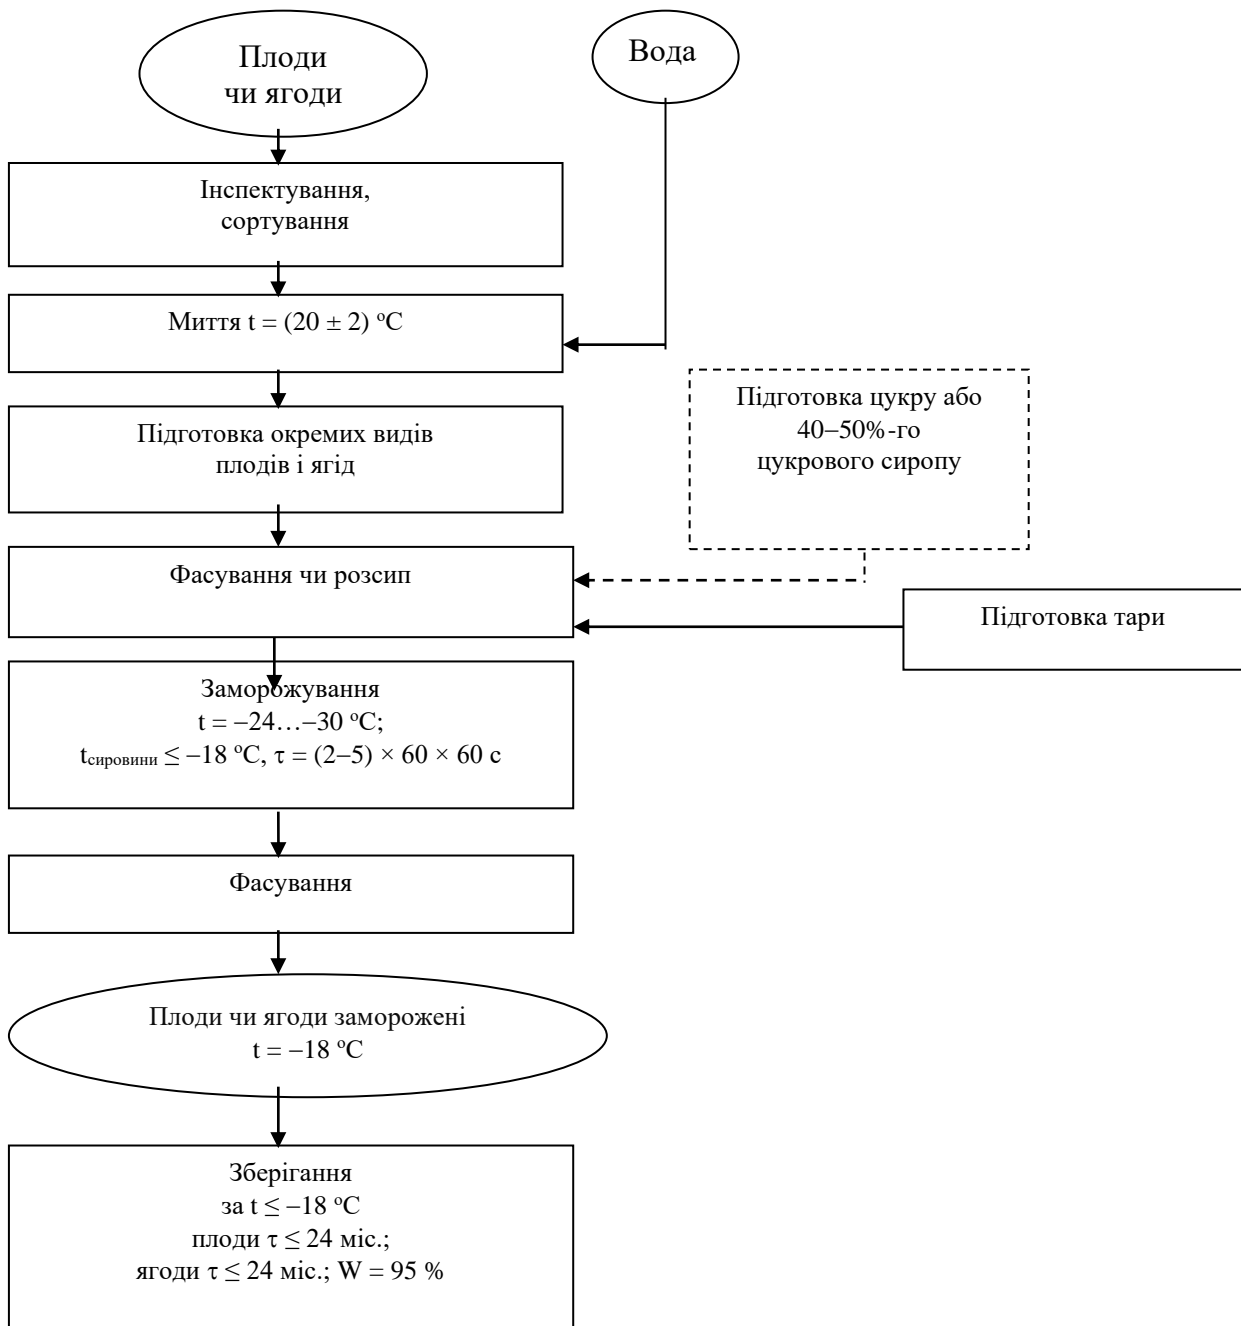 Плоди
чи ягоди
Вода
Інспектування,
сортування
Миття t = (20 ± 2) ºС
Підготовка окремих видів
плодів і ягід
Підготовка цукру або
40–50%-го
цукрового сиропу
Фасування чи розсип
Підготовка тари
Заморожування
t = –24…–30 ºС;
tсировини ≤ –18 ºС, τ = (2–5) × 60 × 60 с
Фасування
Плоди чи ягоди заморожені
t = –18 ºС
Зберігання
за t ≤ –18 ºС
плоди τ ≤ 24 міс.;
ягоди τ ≤ 24 міс.; W = 95 %